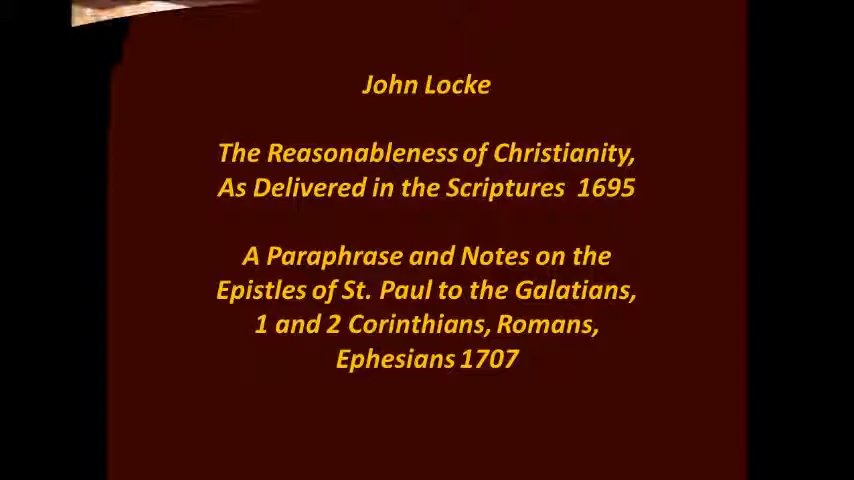 John Locke
The Reasonableness of Christianity,
As Delivered in the Scriptures 1695
A Paraphrase and Notes on the
Epistles of St. Paul to the Galatians,
1 and 2 Corinthians, Romans,
Ephesians 1707